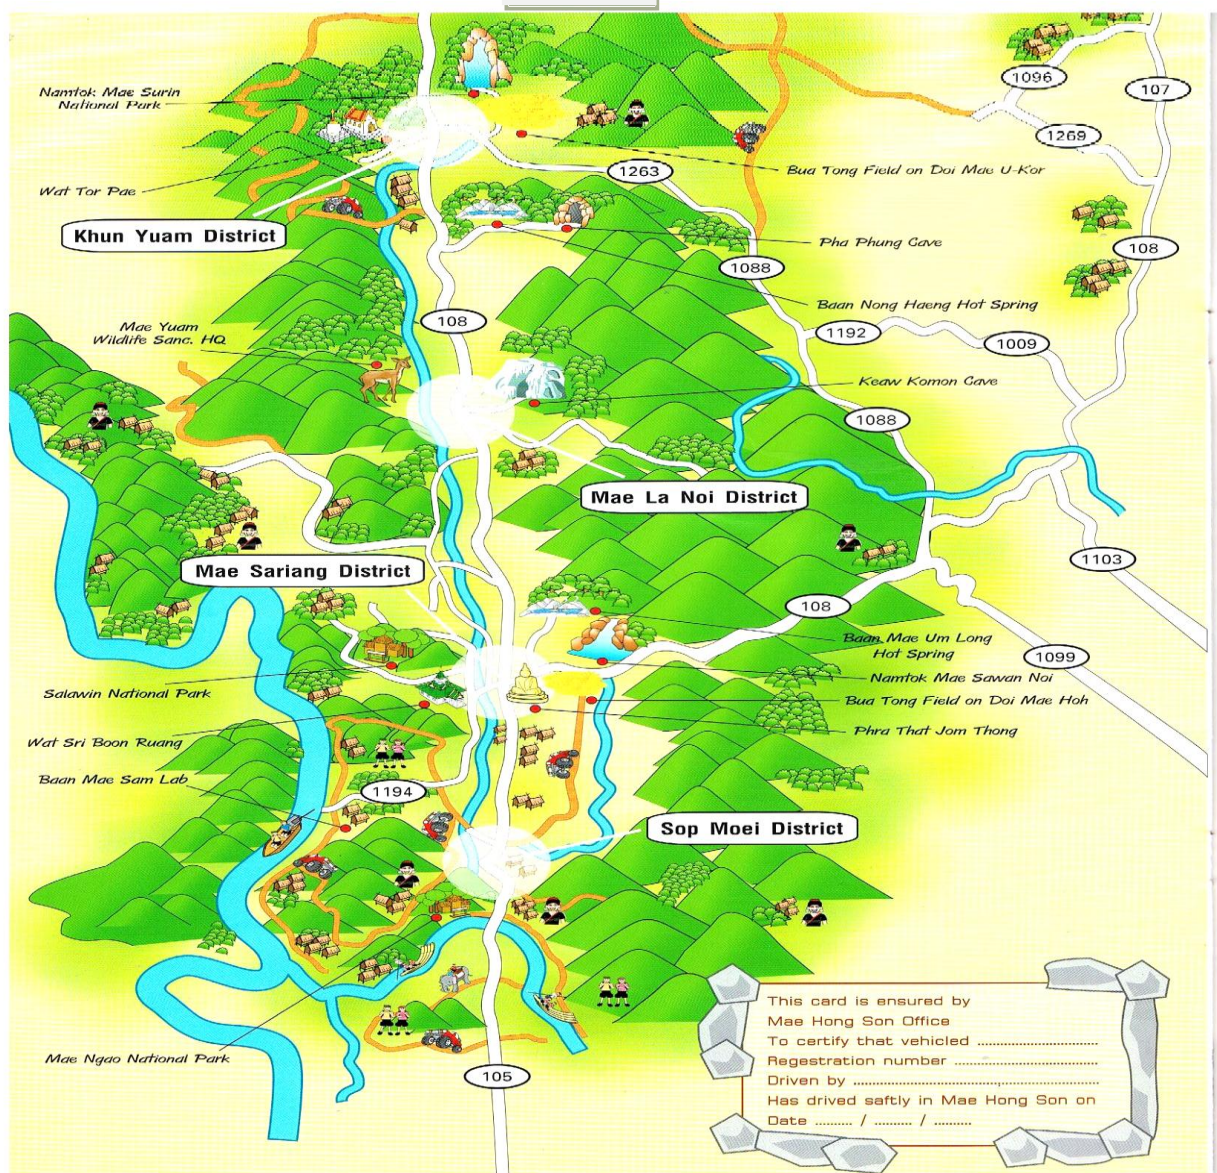 Namtok Mae Surin
National Park
1096
107
1269
Bua Tong Field on Doi Mae U-Kor
1263
Wat Tor Pae
Khun Yuam District
Pha Phung Cave
108
1088
Baan Nong Haeng Hot Spring
108
Mae Yuam
Wildlife Sanc. HQ
1192
1009
Keaw Komon Cave
1088
Mae La Noi District
Mae Sariang District
1103
108
Baan Mae Um Long
Hot Spring
1099
Namtok Mae Sawan Noi
Salawin National Park
Bua Tong Field on Doi Mae Hoh
Phra That Jom Thong
Wat Sri Boon Ruang
Baan Mae Sam Lab
1194
Sop Moei District
Mae Ngao National Park
105
This card is ensured by
Mae Hong Son Office
To certify that vehicled ..............................
Regestration number ....................................
Driven by ..............................................................
Has drived saftly in Mae Hong Son on
Date ......... / ......... / .........